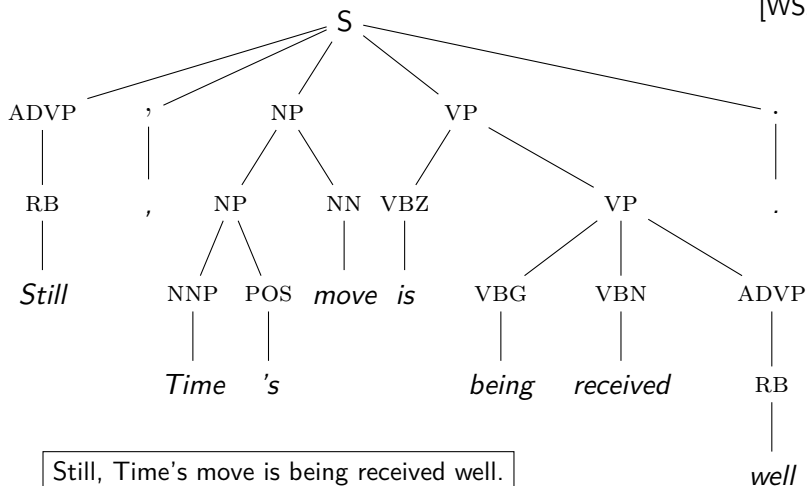 [WS
S
ADVP , NP VP .
RB , NP NN VBZ VP .
Still NNP POS move is VBG VBN ADVP
Time 's being received RB
Still, Time's move is being received well. well